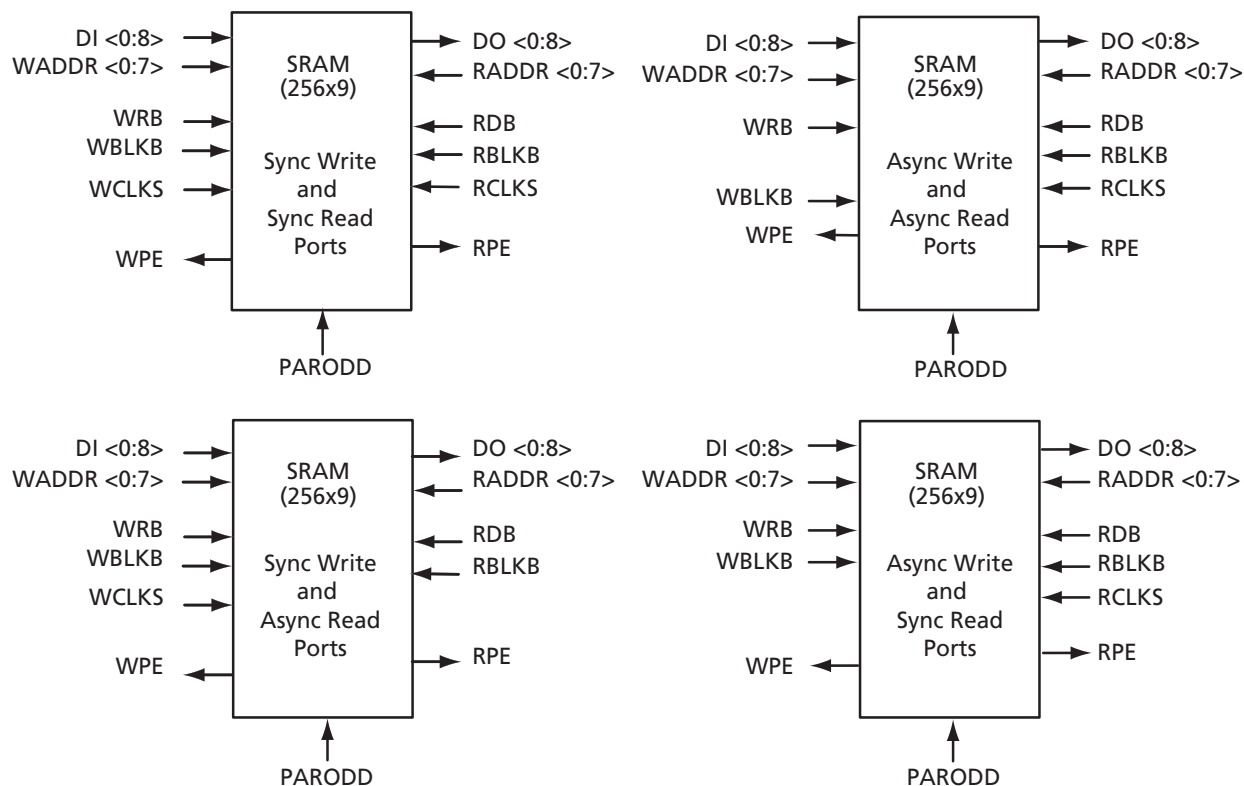 DI <0:8>
WADDR <0:7>
WRB
WBLKB
WCLKS
WPE
SRAM
(256x9)
Sync Write
and
Sync Read
Ports
DO <0:8>
RADDR <0:7>
RDB
RBLKB
RCLKS
RPE
PARODD
DI <0:8>
WADDR <0:7>
WRB
WBLKB
WPE
SRAM
(256x9)
Async Write
and
Async Read
Ports
DO <0:8>
RADDR <0:7>
RDB
RBLKB
RCLKS
RPE
PARODD
DI <0:8>
WADDR <0:7>
WRB
WBLKB
WCLKS
WPE
SRAM
(256x9)
Sync Write
and
Async Read
Ports
DO <0:8>
RADDR <0:7>
RDB
RBLKB
RPE
PARODD
DI <0:8>
WADDR <0:7>
WRB
WBLKB
WPE
SRAM
(256x9)
Async Write
and
Sync Read
Ports
DO <0:8>
RADDR <0:7>
RDB
RBLKB
RCLKS
RPE
PARODD